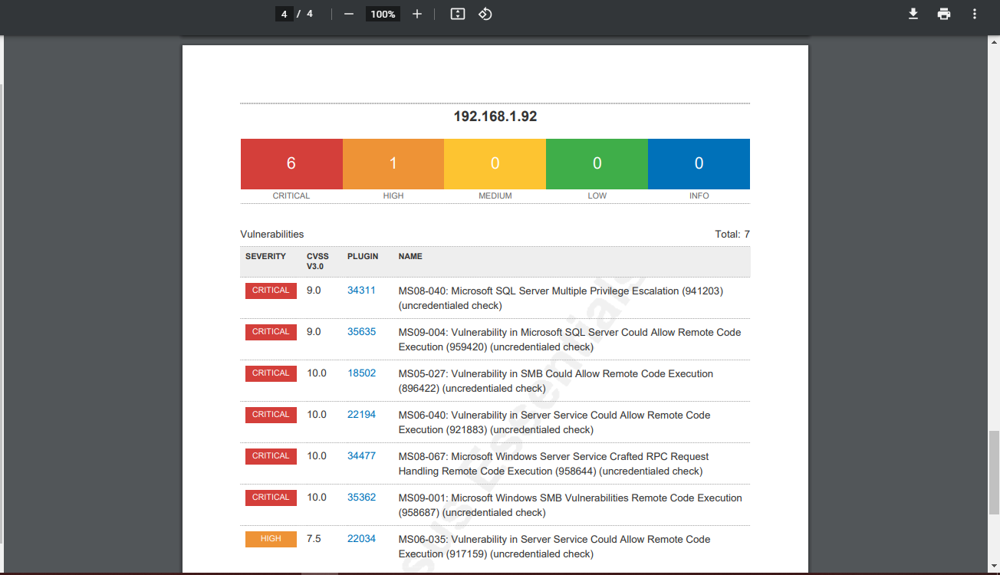 4 / 4
100%
192.168.1.92
6 1 0 0 0
CRITICAL HIGH MEDIUM LOW INFO
Vulnerabilities Total: 7
SEVERITY CVSS PLUGIN NAME
V3.0
CRITICAL 9.0 34311 MS08-040: Microsoft SQL Server Multiple Privilege Escalation (941203)
(uncredentialed check)
CRITICAL 9.0 35635 MS09-004: Vulnerability in Microsoft SQL Server Could Allow Remote Code
Execution (959420) (uncredentialed check)
CRITICAL 10.0 18502 MS05-027: Vulnerability in SMB Could Allow Remote Code Execution
(896422) (uncredentialed check)
CRITICAL 10.0 22194 MS06-040: Vulnerability in Server Service Could Allow Remote Code
Execution (921883) (uncredentialed check)
CRITICAL 10.0 34477 MS08-067: Microsoft Windows Server Service Crafted RPC Request
Handling Remote Code Execution (958644) (uncredentialed check)
CRITICAL 10.0 35362 MS09-001: Microsoft Windows SMB Vulnerabilities Remote Code Execution
(958687) (uncredentialed check)
HIGH 7.5 22034 MS06-035: Vulnerability in Server Service Could Allow Remote Code
Execution (917159) (uncredentialed check)
Essentials